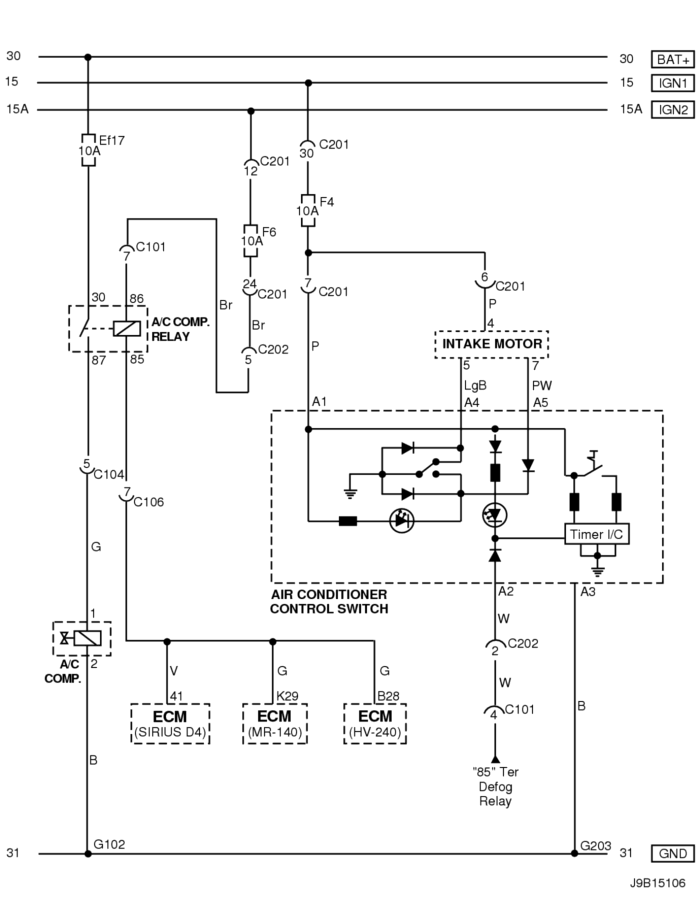 30
30
BAT+
15
15
IGN1
15A
15A
IGN2
Ef17
10A
C201
30
C201
12
F4
10A
F6
10A
C101
7
6
C201
24
C201
7
C201
P
30
86
Br
Br
4
A/C COMP.
RELAY
C202
5
P
INTAKE MOTOR
87
85
5
7
LgB
PW
A1
A4
A5
5
C104
7
C106
Timer I/C
G
AIR CONDITIONER
CONTROL SWITCH
A2
A3
1
W
A/C
COMP.
2
C202
2
V
G
G
W
41
K29
B28
B
C101
4
ECM
(SIRIUS D4)
ECM
(MR-140)
ECM
(HV-240)
B
"85" Ter
Defog
Relay
G102
G203
31
31
GND
J9B15106